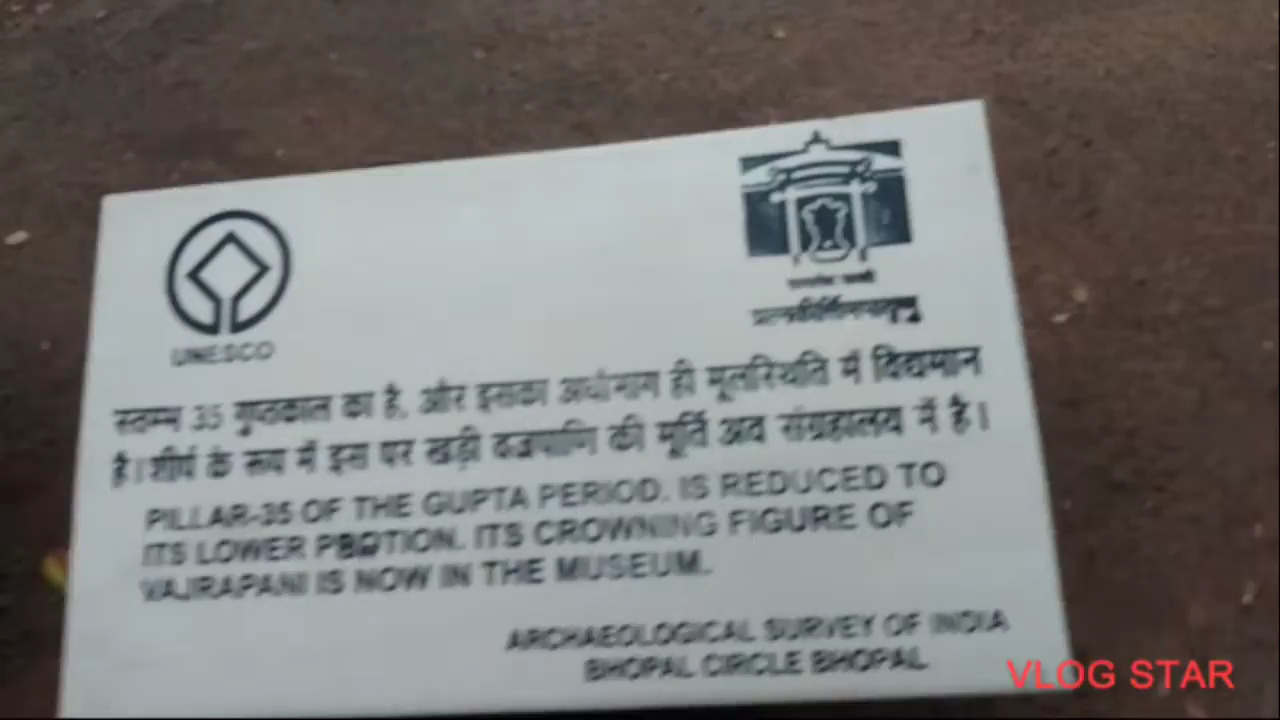 UNESCO
स्तम्भ 35 गुप्तकाल का है, और इसका अधोभाग ही मूलस्थिति में विद्यमान
है। शीर्ष के रूप में इस पर खड़ी वज्रपाणि की मूर्ति अब संग्रहालय में है।
PILLAR-35 OF THE GUPTA PERIOD. IS REDUCED TO
ITS LOWER PORTION. ITS CROWNING FIGURE OF
VAJRAPANI IS NOW IN THE MUSEUM.
ARCHAEOLOGICAL SURVEY OF INDIA
BHOPAL CIRCLE BHOPAL
VLOG STAR